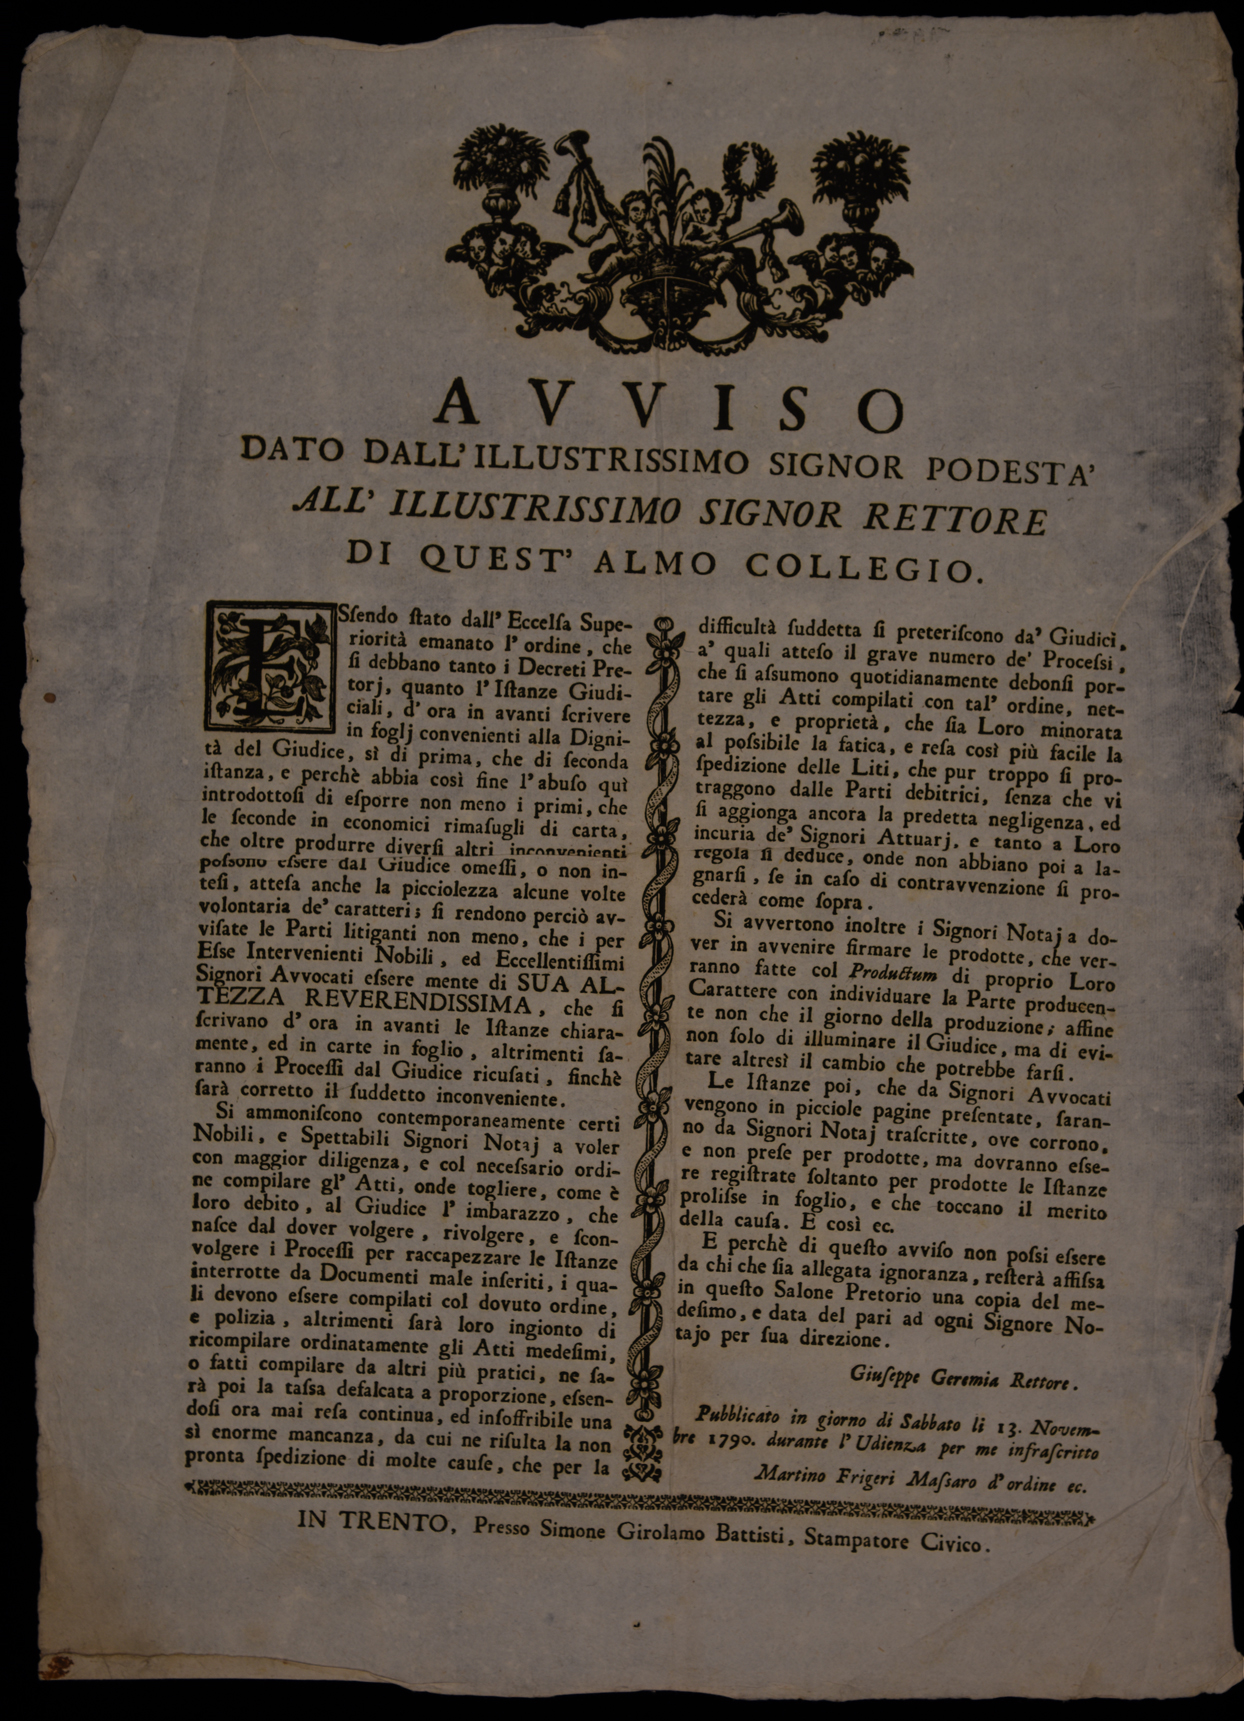 AVVISO
DATO DALL' ILLUSTRISSIMO SIGNOR PODESTA'
ALL' ILLUSTRISSIMO SIGNOR RETTORE
DI QUEST' ALMO COLLEGIO.
ESſendo ſtato dall' Eccelſa Supe-
riorità emanato l' ordine, che
ſi debbano tanto i Decreti Pre-
torj, quanto l' Iſtanze Giudi-
ciali, d' ora in avanti ſcrivere
in foglj convenienti alla Digni-
tà del Giudice, sì di prima, che di ſeconda
iſtanza, e perchè abbia così fine l' abuſo quì
introdottoſi di eſporre non meno i primi, che
le ſeconde in economici rimaſugli di carta,
che oltre produrre diverſi altri inconvenienti
poſsono eſsere dal Giudice omeſſi, o non in-
teſi, atteſa anche la picciolezza alcune volte
volontaria de' caratteri; ſi rendono perciò av-
viſate le Parti litiganti non meno, che i per
Eſse Intervenienti Nobili, ed Eccellentiſſimi
Signori Avvocati eſsere mente di SUA AL-
TEZZA REVERENDISSIMA, che ſi
ſcrivano d' ora in avanti le Iſtanze chiara-
mente, ed in carte in foglio, altrimenti ſa-
ranno i Proceſſi dal Giudice ricuſati, finchè
ſarà corretto il ſuddetto inconveniente.
Si ammoniſcono contemporaneamente certi
Nobili, e Spettabili Signori Notaj a voler
con maggior diligenza, e col neceſsario ordi-
ne compilare gl' Atti, onde togliere, come è
loro debito, al Giudice l' imbarazzo, che
naſce dal dover volgere, rivolgere, e ſcon-
volgere i Proceſſi per raccapezzare le Iſtanze
interrotte da Documenti male inſeriti, i qua-
li devono eſsere compilati col dovuto ordine,
e polizia, altrimenti ſarà loro ingionto di
ricompilare ordinatamente gli Atti medeſimi,
o fatti compilare da altri più pratici, ne ſa-
rà poi la taſsa defalcata a proporzione, eſsen-
doſi ora mai reſa continua, ed inſoffribile una
sì enorme mancanza, da cui ne riſulta la non
pronta ſpedizione di molte cauſe, che per la
difficultà ſuddetta ſi preteriſcono da' Giudici,
a' quali atteſo il grave numero de' Proceſsi,
che ſi aſsumono quotidianamente debonſi por-
tare gli Atti compilati con tal' ordine, net-
tezza, e proprietà, che ſia Loro minorata
al poſsibile la fatica, e reſa così più facile la
ſpedizione delle Liti, che pur troppo ſi pro-
traggono dalle Parti debitrici, ſenza che vi
ſi aggionga ancora la predetta negligenza, ed
incuria de' Signori Attuarj, e tanto a Loro
regola ſi deduce, onde non abbiano poi a la-
gnarſi, ſe in caſo di contravvenzione ſi pro-
cederà come ſopra.
Si avvertono inoltre i Signori Notaj a do-
ver in avvenire firmare le prodotte, che ver-
ranno fatte col Productum di proprio Loro
Carattere con individuare la Parte producen-
te non che il giorno della produzione; affine
non ſolo di illuminare il Giudice, ma di evi-
tare altresì il cambio che potrebbe farſi.
Le Iſtanze poi, che da Signori Avvocati
vengono in picciole pagine preſentate, ſaran-
no da Signori Notaj traſcritte, ove corrono,
e non preſe per prodotte, ma dovranno eſse-
re regiſtrate ſoltanto per prodotte le Iſtanze
proliſse in foglio, e che toccano il merito
della cauſa. E così ec.
E perchè di queſto avviſo non poſsi eſsere
da chi che ſia allegata ignoranza, reſterà affiſsa
in queſto Salone Pretorio una copia del me-
deſimo, e data del pari ad ogni Signore No-
tajo per ſua direzione.
Giuſeppe Geremia Rettore.
Pubblicato in giorno di Sabbato li 13. Novem-
bre 1790. durante l' Udienza per me infraſcritto
Martino Frigeri Maſsaro d' ordine ec.
IN TRENTO, Presso Simone Girolamo Battisti, Stampatore Civico.